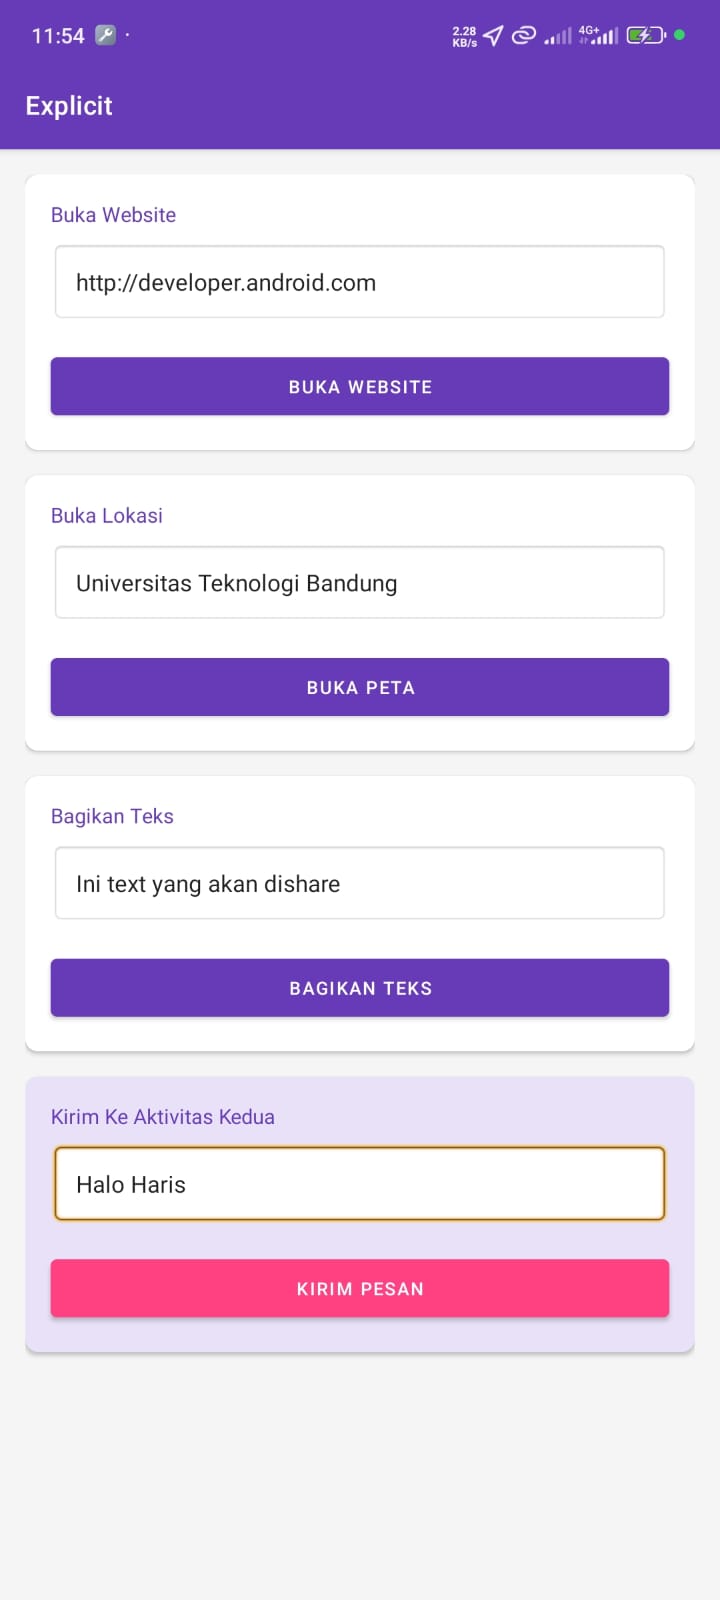 11:54
2.28
KB/s
4G+
Explicit
Buka Website
http://developer.android.com
BUKA WEBSITE
Buka Lokasi
Universitas Teknologi Bandung
BUKA PETA
Bagikan Teks
Ini text yang akan dishare
BAGIKAN TEKS
Kirim Ke Aktivitas Kedua
Halo Haris
KIRIM PESAN